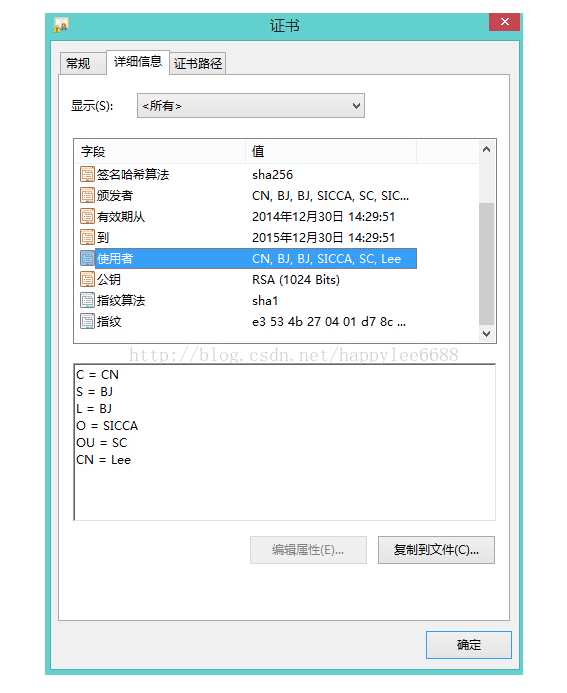 证书
常规 详细信息 证书路径
显示(S): <所有>
字段 值
签名哈希算法 sha256
颁发者 CN, BJ, BJ, SICCA, SC, SIC...
有效期从 2014年12月30日 14:29:51
到 2015年12月30日 14:29:51
使用者 CN, BJ, BJ, SICCA, SC, Lee
公钥 RSA (1024 Bits)
指纹算法 sha1
指纹 e3 53 4b 27 04 01 d7 8c ...
http://blog.csdn.net/happylee6688
C = CN
S = BJ
L = BJ
O = SICCA
OU = SC
CN = Lee
编辑属性(E)... 复制到文件(C)...
确定